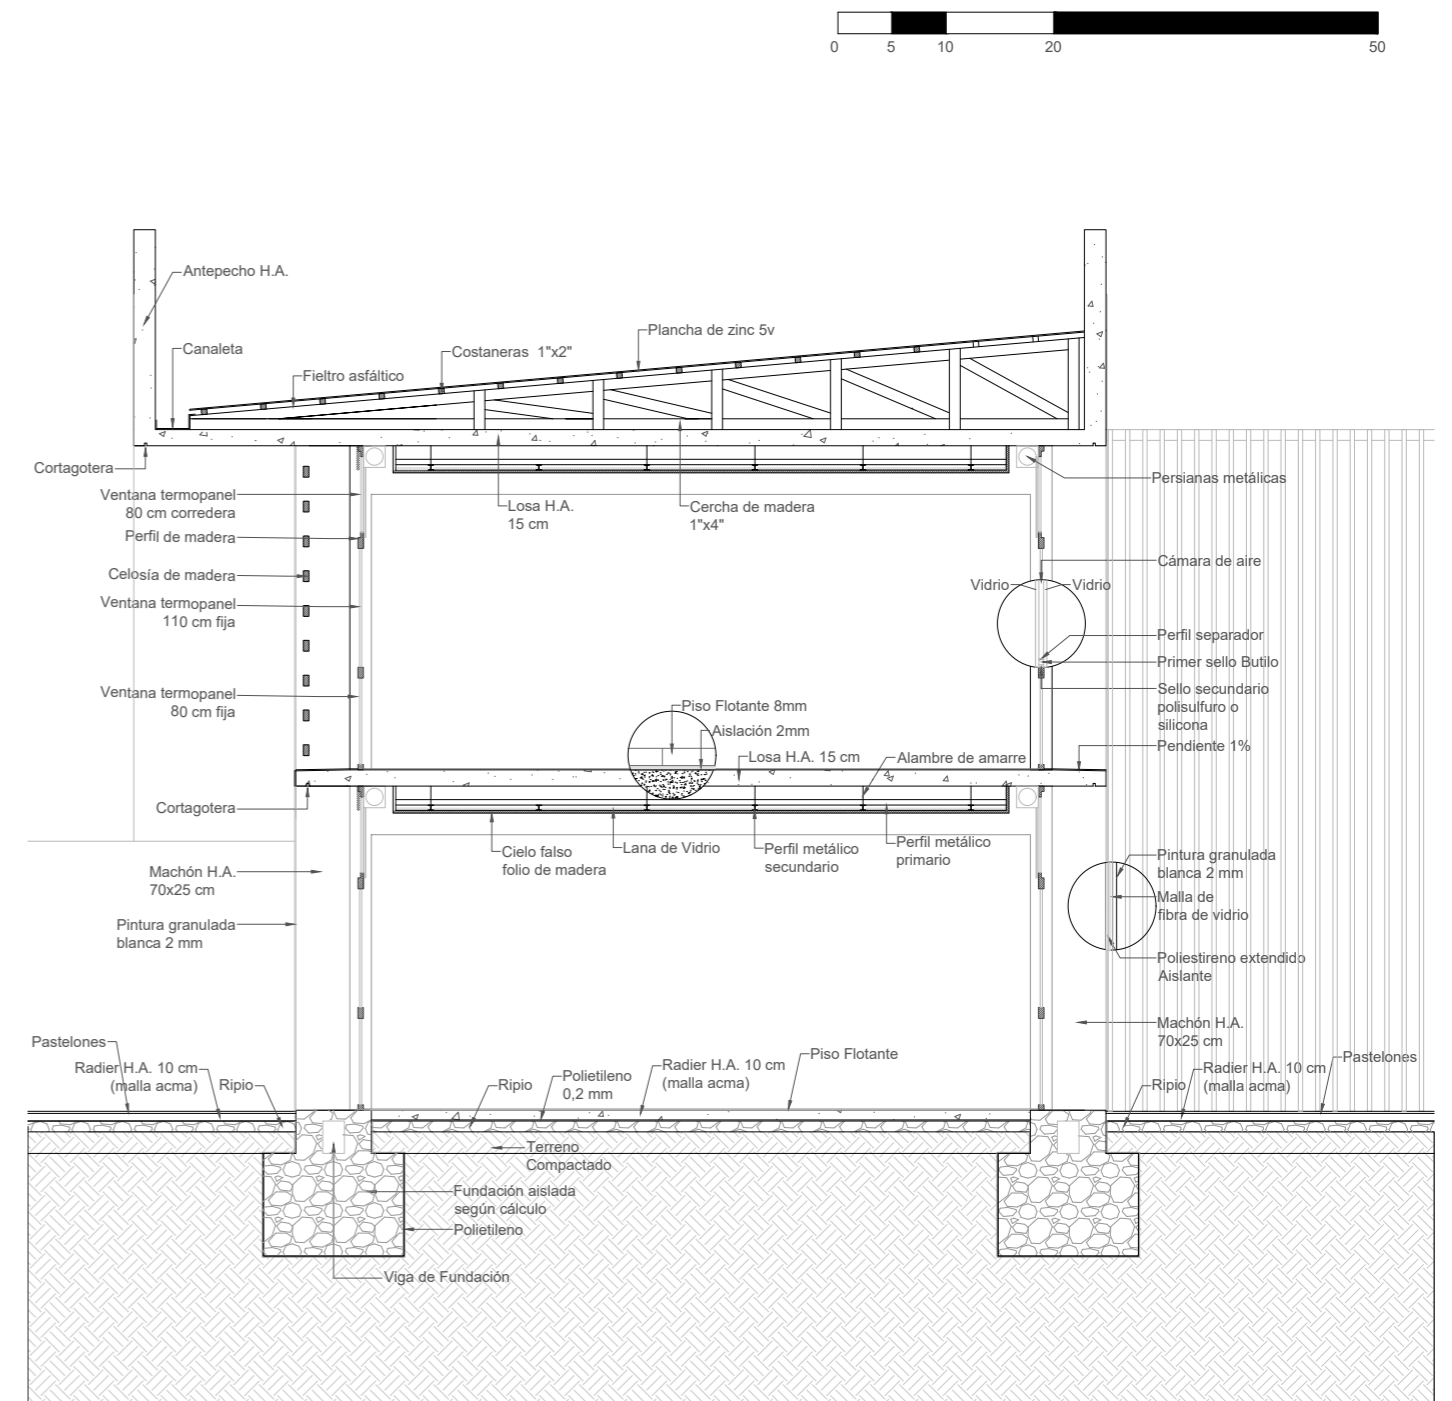 0 5 10 20 50
Antepecho H.A.
Canaleta
Fieltro asfáltico
Costaneras 1"x2"
Plancha de zinc 5v
Cortagotera
Ventana termopanel
80 cm corredera
Perfil de madera
Celosía de madera
Ventana termopanel
110 cm fija
Ventana termopanel
80 cm fija
Losa H.A.
15 cm
Cercha de madera
1"x4"
Persianas metálicas
Cámara de aire
Vidrio
Vidrio
Perfil separador
Primer sello Butilo
Sello secundario
polisulfuro o
silicona
Pendiente 1%
Piso Flotante 8mm
Aislación 2mm
Losa H.A. 15 cm
Alambre de amarre
Cortagotera
Cielo falso
folio de madera
Lana de Vidrio
Perfil metálico
secundario
Perfil metálico
primario
Machón H.A.
70x25 cm
Pintura granulada
blanca 2 mm
Pintura granulada
blanca 2 mm
Malla de
fibra de vidrio
Poliestireno extendido
Aislante
Machón H.A.
70x25 cm
Pastelones
Radier H.A. 10 cm
(malla acma)
Ripio
Ripio
Polietileno
0,2 mm
Radier H.A. 10 cm
(malla acma)
Piso Flotante
Ripio
Radier H.A. 10 cm
(malla acma)
Pastelones
Terreno
Compactado
Fundación aislada
según cálculo
Polietileno
Viga de Fundación